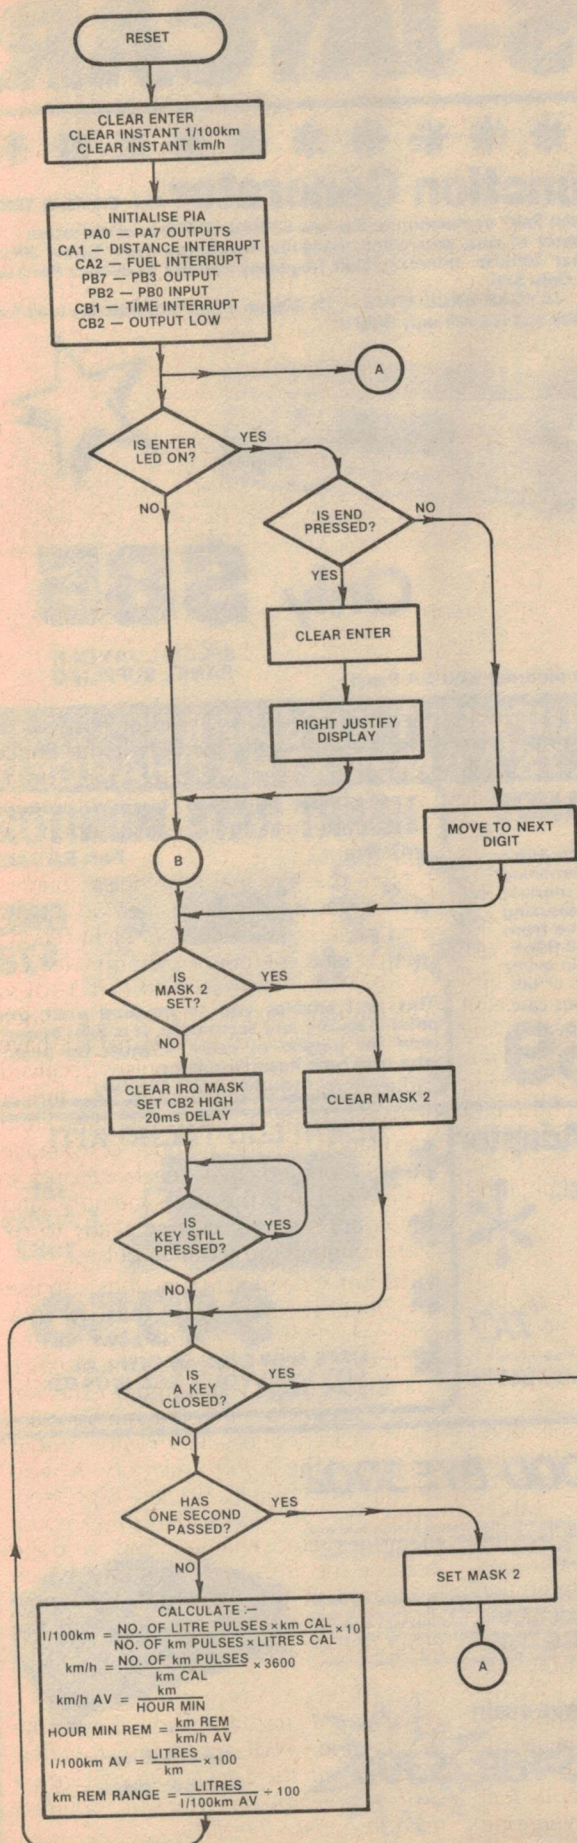 RESET
CLEAR ENTER
CLEAR INSTANT 1/100km
CLEAR INSTANT km/h
INITIALISE PIA
PA0 — PA7 OUTPUTS
CA1 — DISTANCE INTERRUPT
CA2 — FUEL INTERRUPT
PB7 — PB3 OUTPUT
PB2 — PB0 INPUT
CB1 — TIME INTERRUPT
CB2 — OUTPUT LOW
A
IS ENTER
LED ON?
YES
NO
IS END
PRESSED?
NO
YES
CLEAR ENTER
RIGHT JUSTIFY
DISPLAY
MOVE TO NEXT
DIGIT
B
IS
MASK 2
SET?
YES
NO
CLEAR IRQ MASK
SET CB2 HIGH
20ms DELAY
CLEAR MASK 2
IS
KEY STILL
PRESSED?
YES
NO
IS
A KEY
CLOSED?
YES
NO
HAS
ONE SECOND
PASSED?
YES
NO
SET MASK 2
A
CALCULATE :—
l/100km = NO. OF LITRE PULSES × km CAL × 10
NO. OF km PULSES × LITRES CAL
km/h = NO. OF km PULSES × 3600
km CAL
km/h AV = km
HOUR MIN
HOUR MIN REM = km REM
km/h AV
l/100km AV = LITRES × 100
km
km REM RANGE = LITRES ÷ 100
l/100km AV